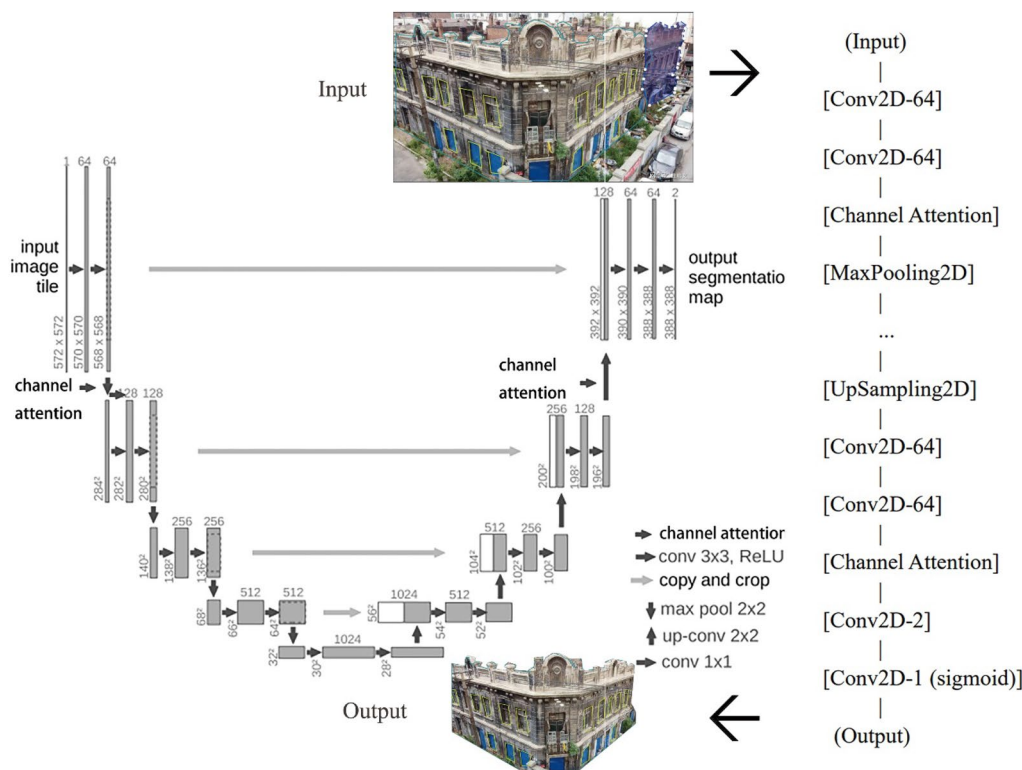 Input
1 64 64
input
image
tile
572 x 572
570 x 570
568 x 568
channel
attention
128 128
284²
282²
280²
256 256
140²
138²
136²
512 512
68²
66²
64²
1024
32²
30²
28²
1024 512
56²
54²
52²
512 256
104²
102²
100²
256 128
200²
198²
196²
channel
attention
128 64 64 2
392 x 392
390 x 390
388 x 388
388 x 388
output
segmentatio
map
channel attention
conv 3x3, ReLU
copy and crop
max pool 2x2
up-conv 2x2
conv 1x1
Output
(Input)
[Conv2D-64]
[Conv2D-64]
[Channel Attention]
[MaxPooling2D]
...
[UpSampling2D]
[Conv2D-64]
[Conv2D-64]
[Channel Attention]
[Conv2D-2]
[Conv2D-1 (sigmoid)]
(Output)